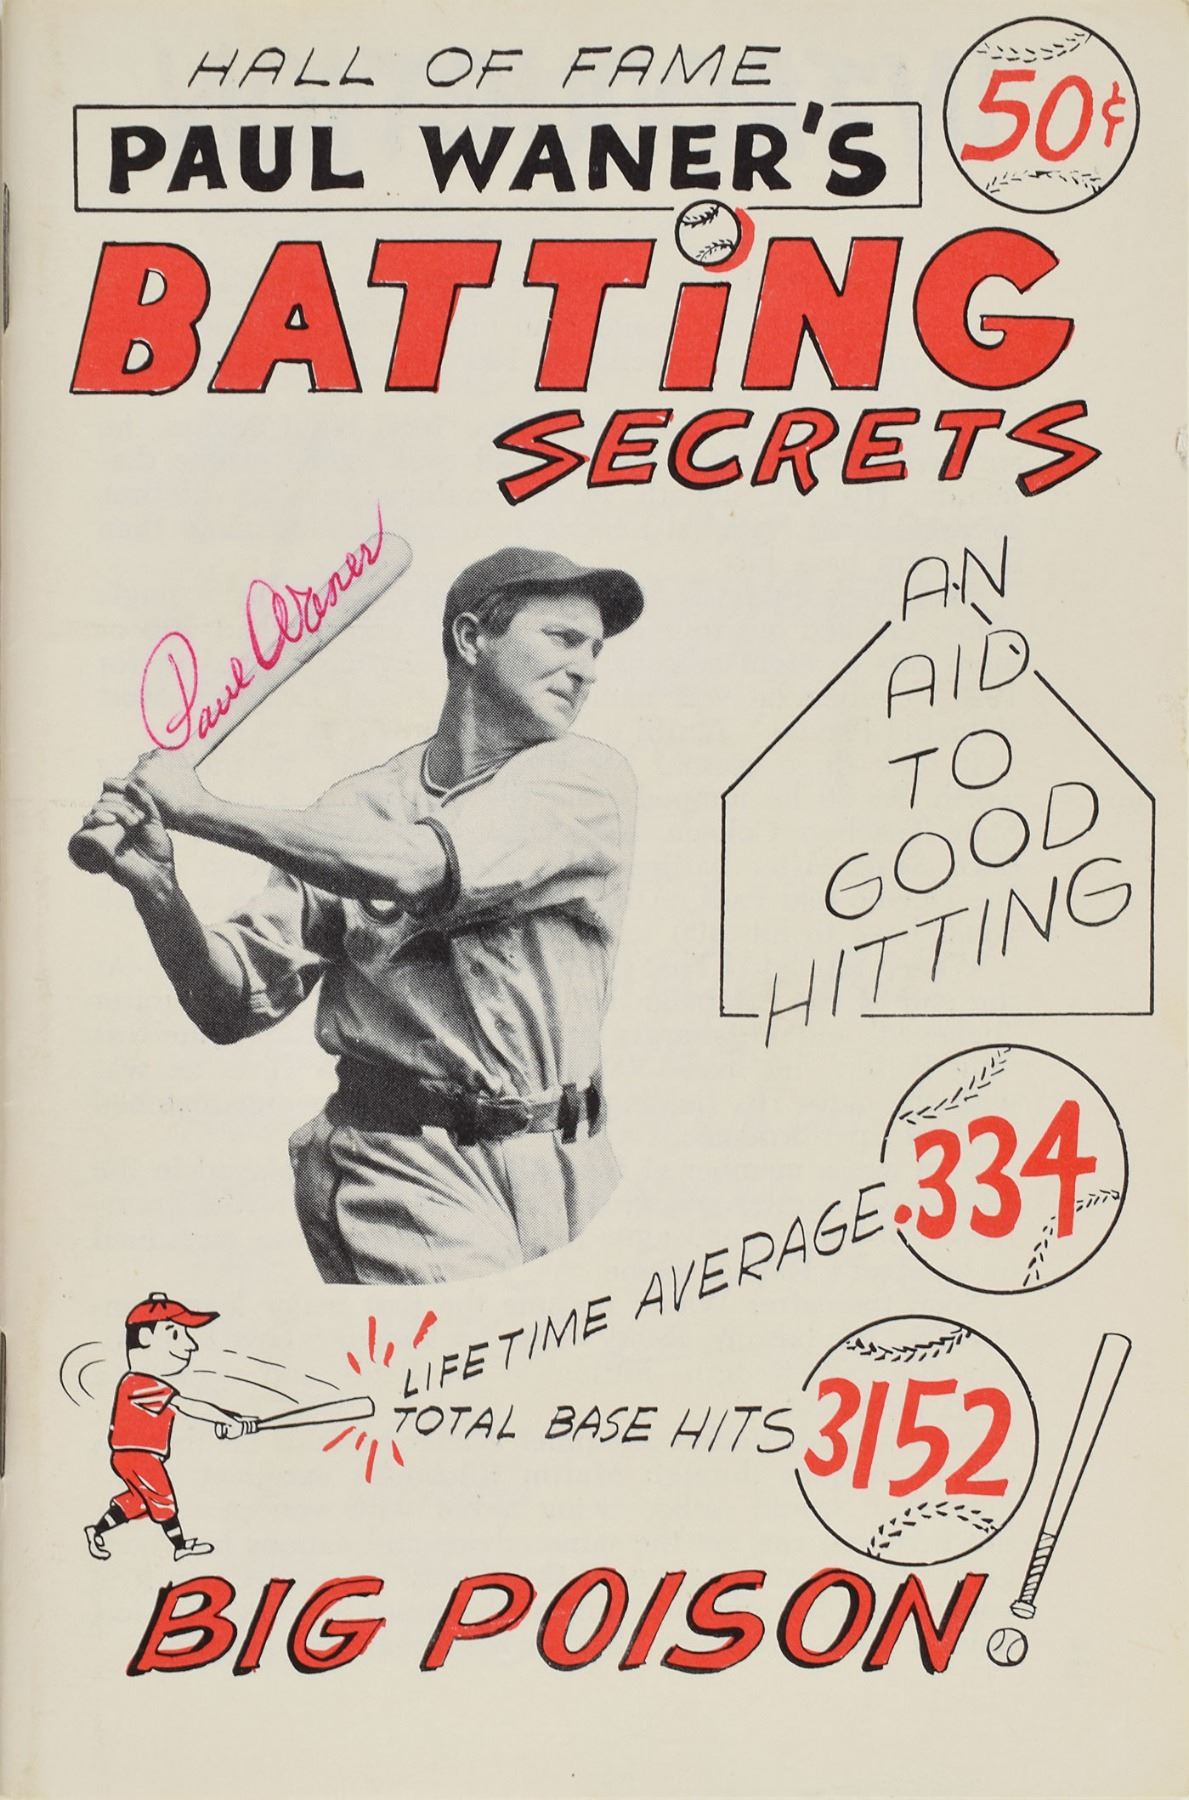 HALL OF FAME
50¢
PAUL WANER'S
BATTiNG
SECRETS
Paul Waner
AN
AID
TO
GOOD
HITTING
LIFETIME AVERAGE .334
TOTAL BASE HITS 3152
BIG POISON!